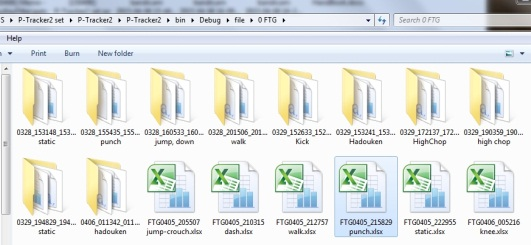 S ▸ P-Tracker2 set ▸ P-Tracker2 ▸ P-Tracker2 ▸ bin ▸ Debug ▸ file ▸ 0 FTG
Search 0 FTG
Help
Print Burn New folder
0328_153148_153...
static
0328_155435_155...
punch
0328_160533_160...
jump, down
0328_201506_201...
walk
0329_152633_152...
Kick
0329_153241_153...
Hadouken
0329_172137_172...
HighChop
0329_190359_190...
high chop
0329_194829_194...
static
0406_011342_011...
hadouken
FTG0405_205507
jump-crouch.xlsx
FTG0405_210315
dash.xlsx
FTG0405_212757
walk.xlsx
FTG0405_215829
punch.xlsx
FTG0405_222955
static.xlsx
FTG0406_005216
knee.xlsx